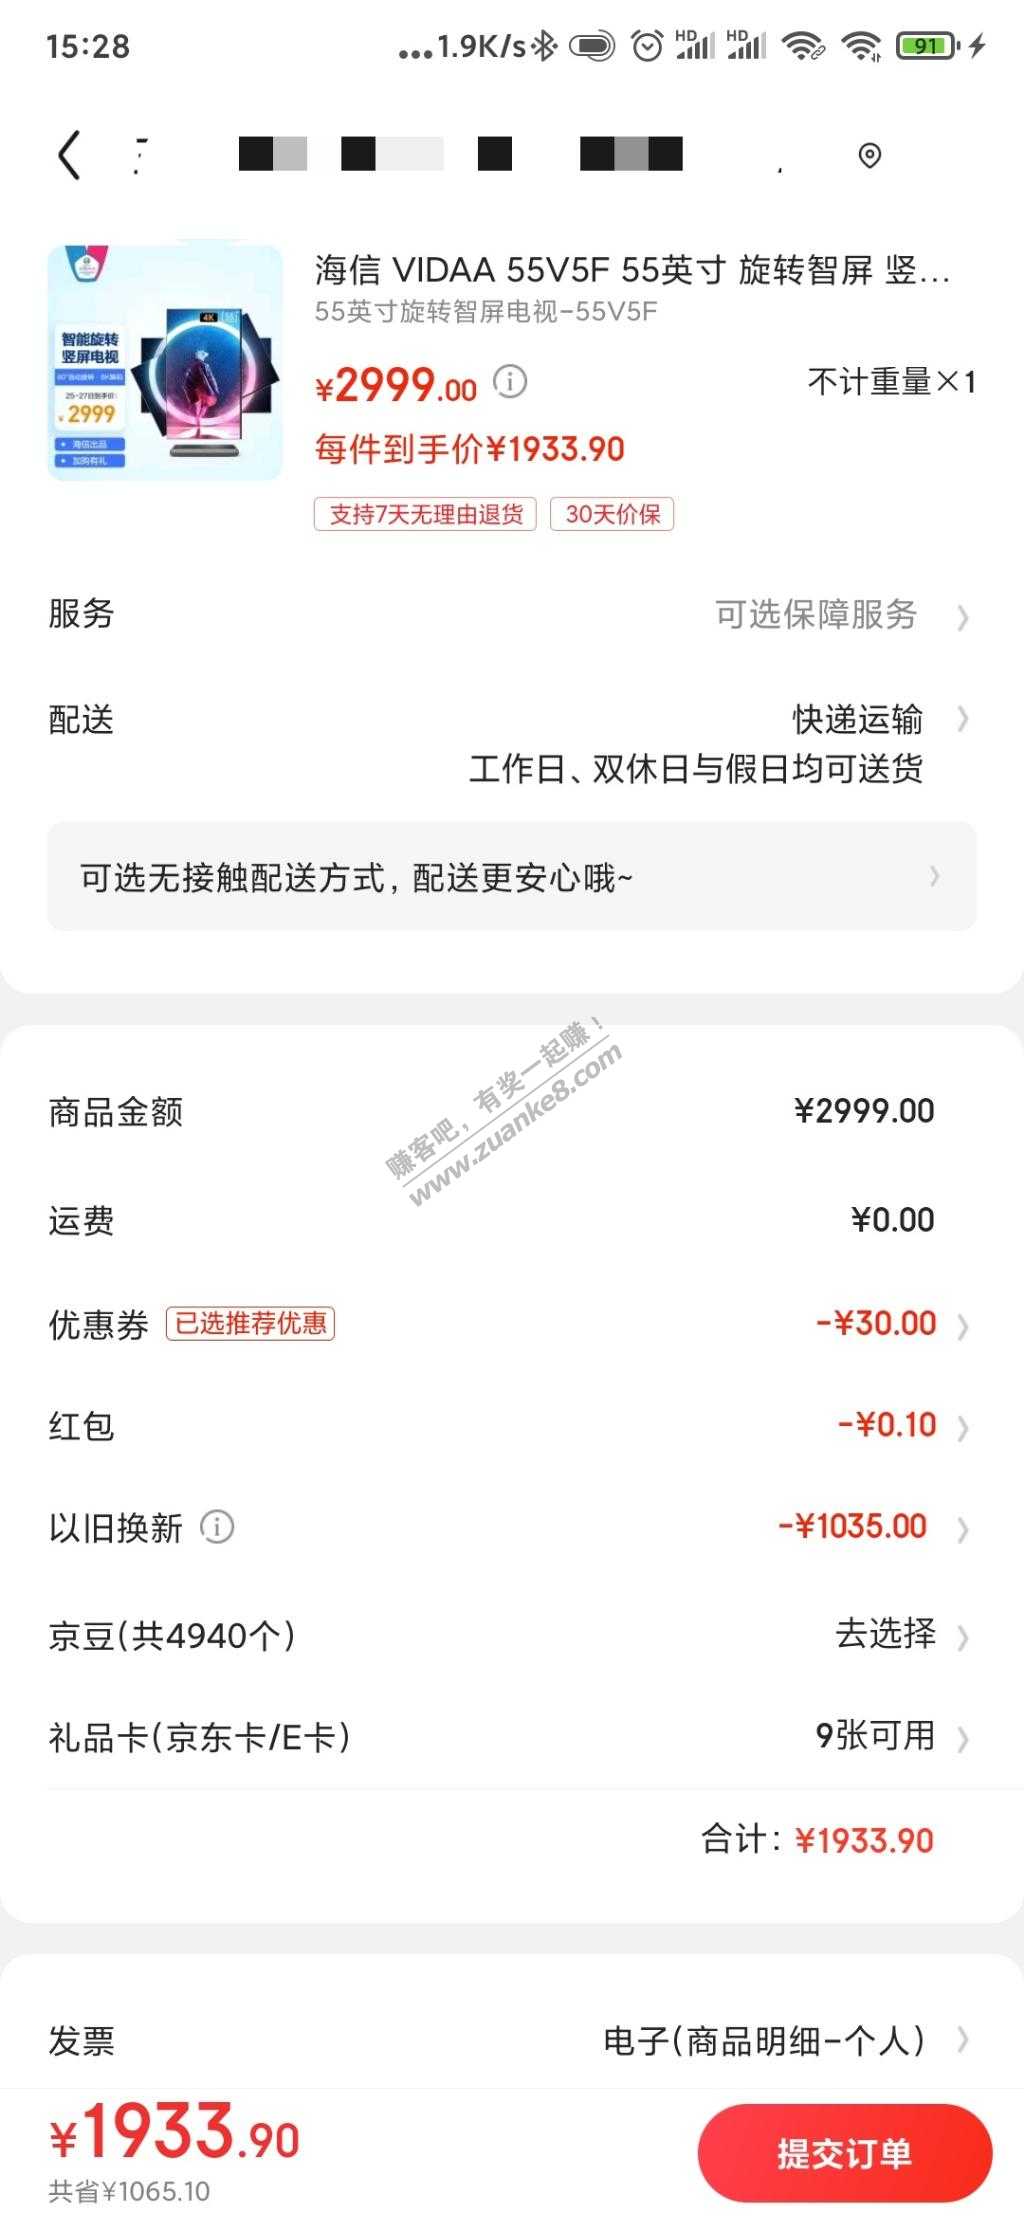 15:28
...1.9K/s
HD
HD
91
海信 VIDAA 55V5F 55英寸 旋转智屏 竖...
55英寸旋转智屏电视-55V5F
4K
智能旋转
竖屏电视
¥2999
海信出品
加购有礼
¥2999.00
不计重量×1
每件到手价¥1933.90
支持7天无理由退货
30天价保
服务
可选保障服务
配送
快递运输
工作日、双休日与假日均可送货
可选无接触配送方式，配送更安心哦~
赚客吧，有奖一起赚！
www.zuanke8.com
商品金额
¥2999.00
运费
¥0.00
优惠券 已选推荐优惠
-¥30.00
红包
-¥0.10
以旧换新
-¥1035.00
京豆(共4940个)
去选择
礼品卡(京东卡/E卡)
9张可用
合计：¥1933.90
发票
电子(商品明细-个人)
¥1933.90
共省¥1065.10
提交订单